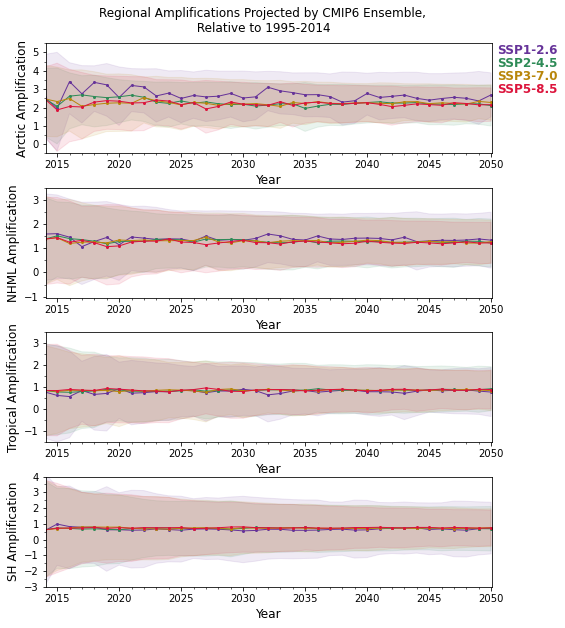 Regional Amplifications Projected by CMIP6 Ensemble,
Relative to 1995-2014
SSP1-2.6
SSP2-4.5
SSP3-7.0
SSP5-8.5
Arctic Amplification
5
4
3
2
1
0
2015 2020 2025 2030 2035 2040 2045 2050
Year
NHML Amplification
3
2
1
0
−1
2015 2020 2025 2030 2035 2040 2045 2050
Year
Tropical Amplification
3
2
1
0
−1
2015 2020 2025 2030 2035 2040 2045 2050
Year
SH Amplification
4
3
2
1
0
−1
−2
−3
2015 2020 2025 2030 2035 2040 2045 2050
Year